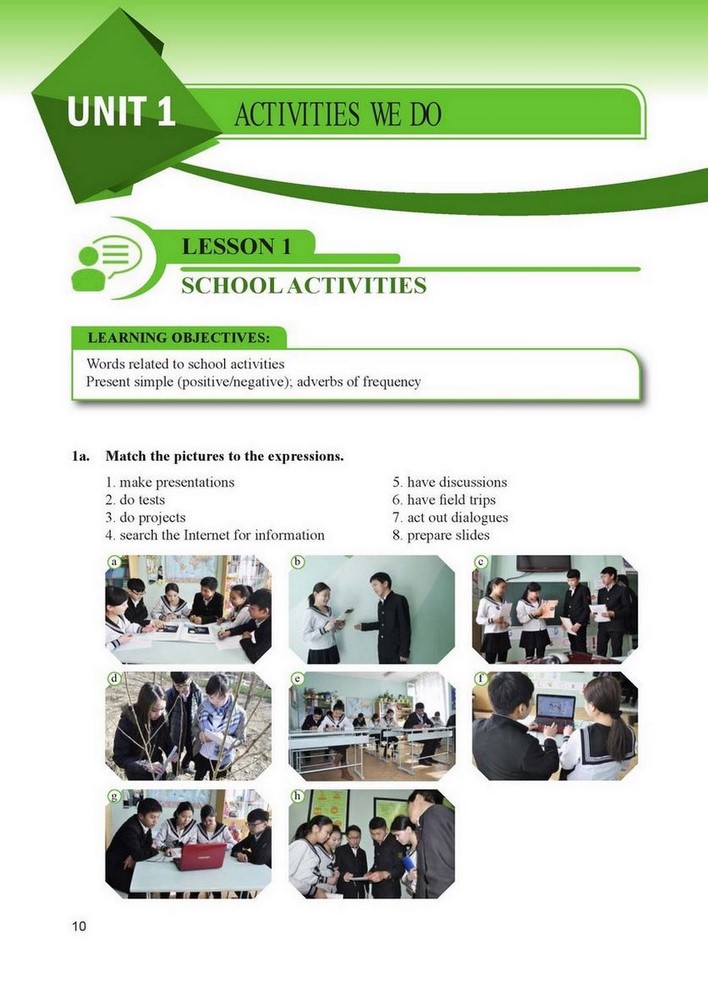 UNIT 1
ACTIVITIES WE DO
LESSON 1
SCHOOL ACTIVITIES
LEARNING OBJECTIVES:
Words related to school activities
Present simple (positive/negative); adverbs of frequency
1a. Match the pictures to the expressions.
1. make presentations
2. do tests
3. do projects
4. search the Internet for information
5. have discussions
6. have field trips
7. act out dialogues
8. prepare slides
a
b
c
d
e
f
g
h
10